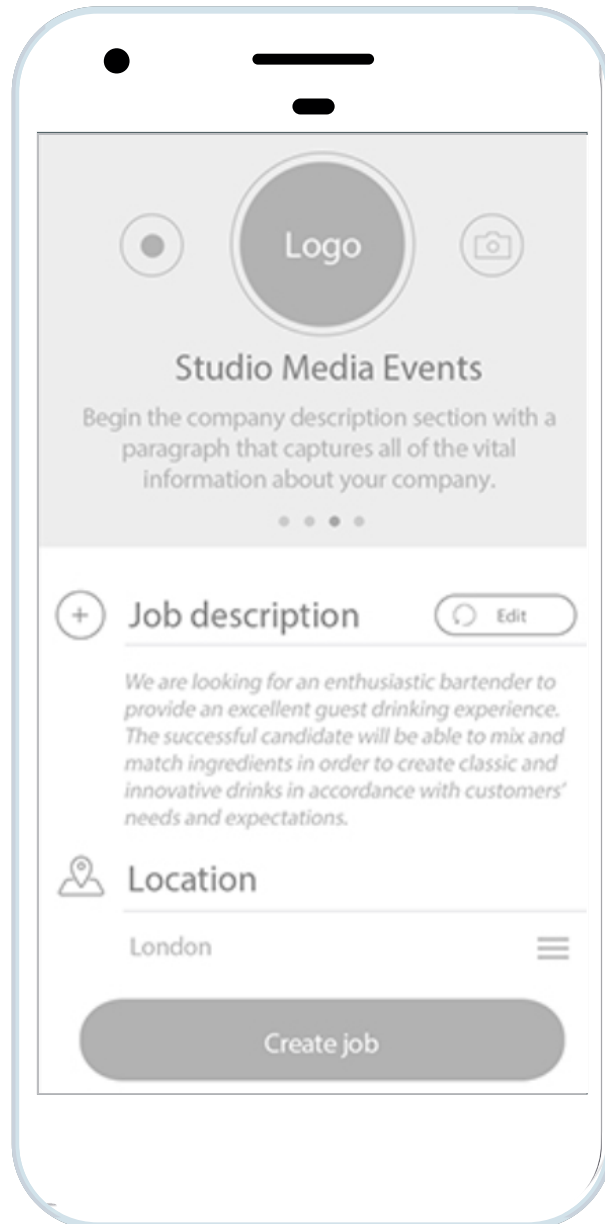 Logo
Studio Media Events
Begin the company description section with a
paragraph that captures all of the vital
information about your company.
Job description
Edit
We are looking for an enthusiastic bartender to
provide an excellent guest drinking experience.
The successful candidate will be able to mix and
match ingredients in order to create classic and
innovative drinks in accordance with customers’
needs and expectations.
Location
London
Create job